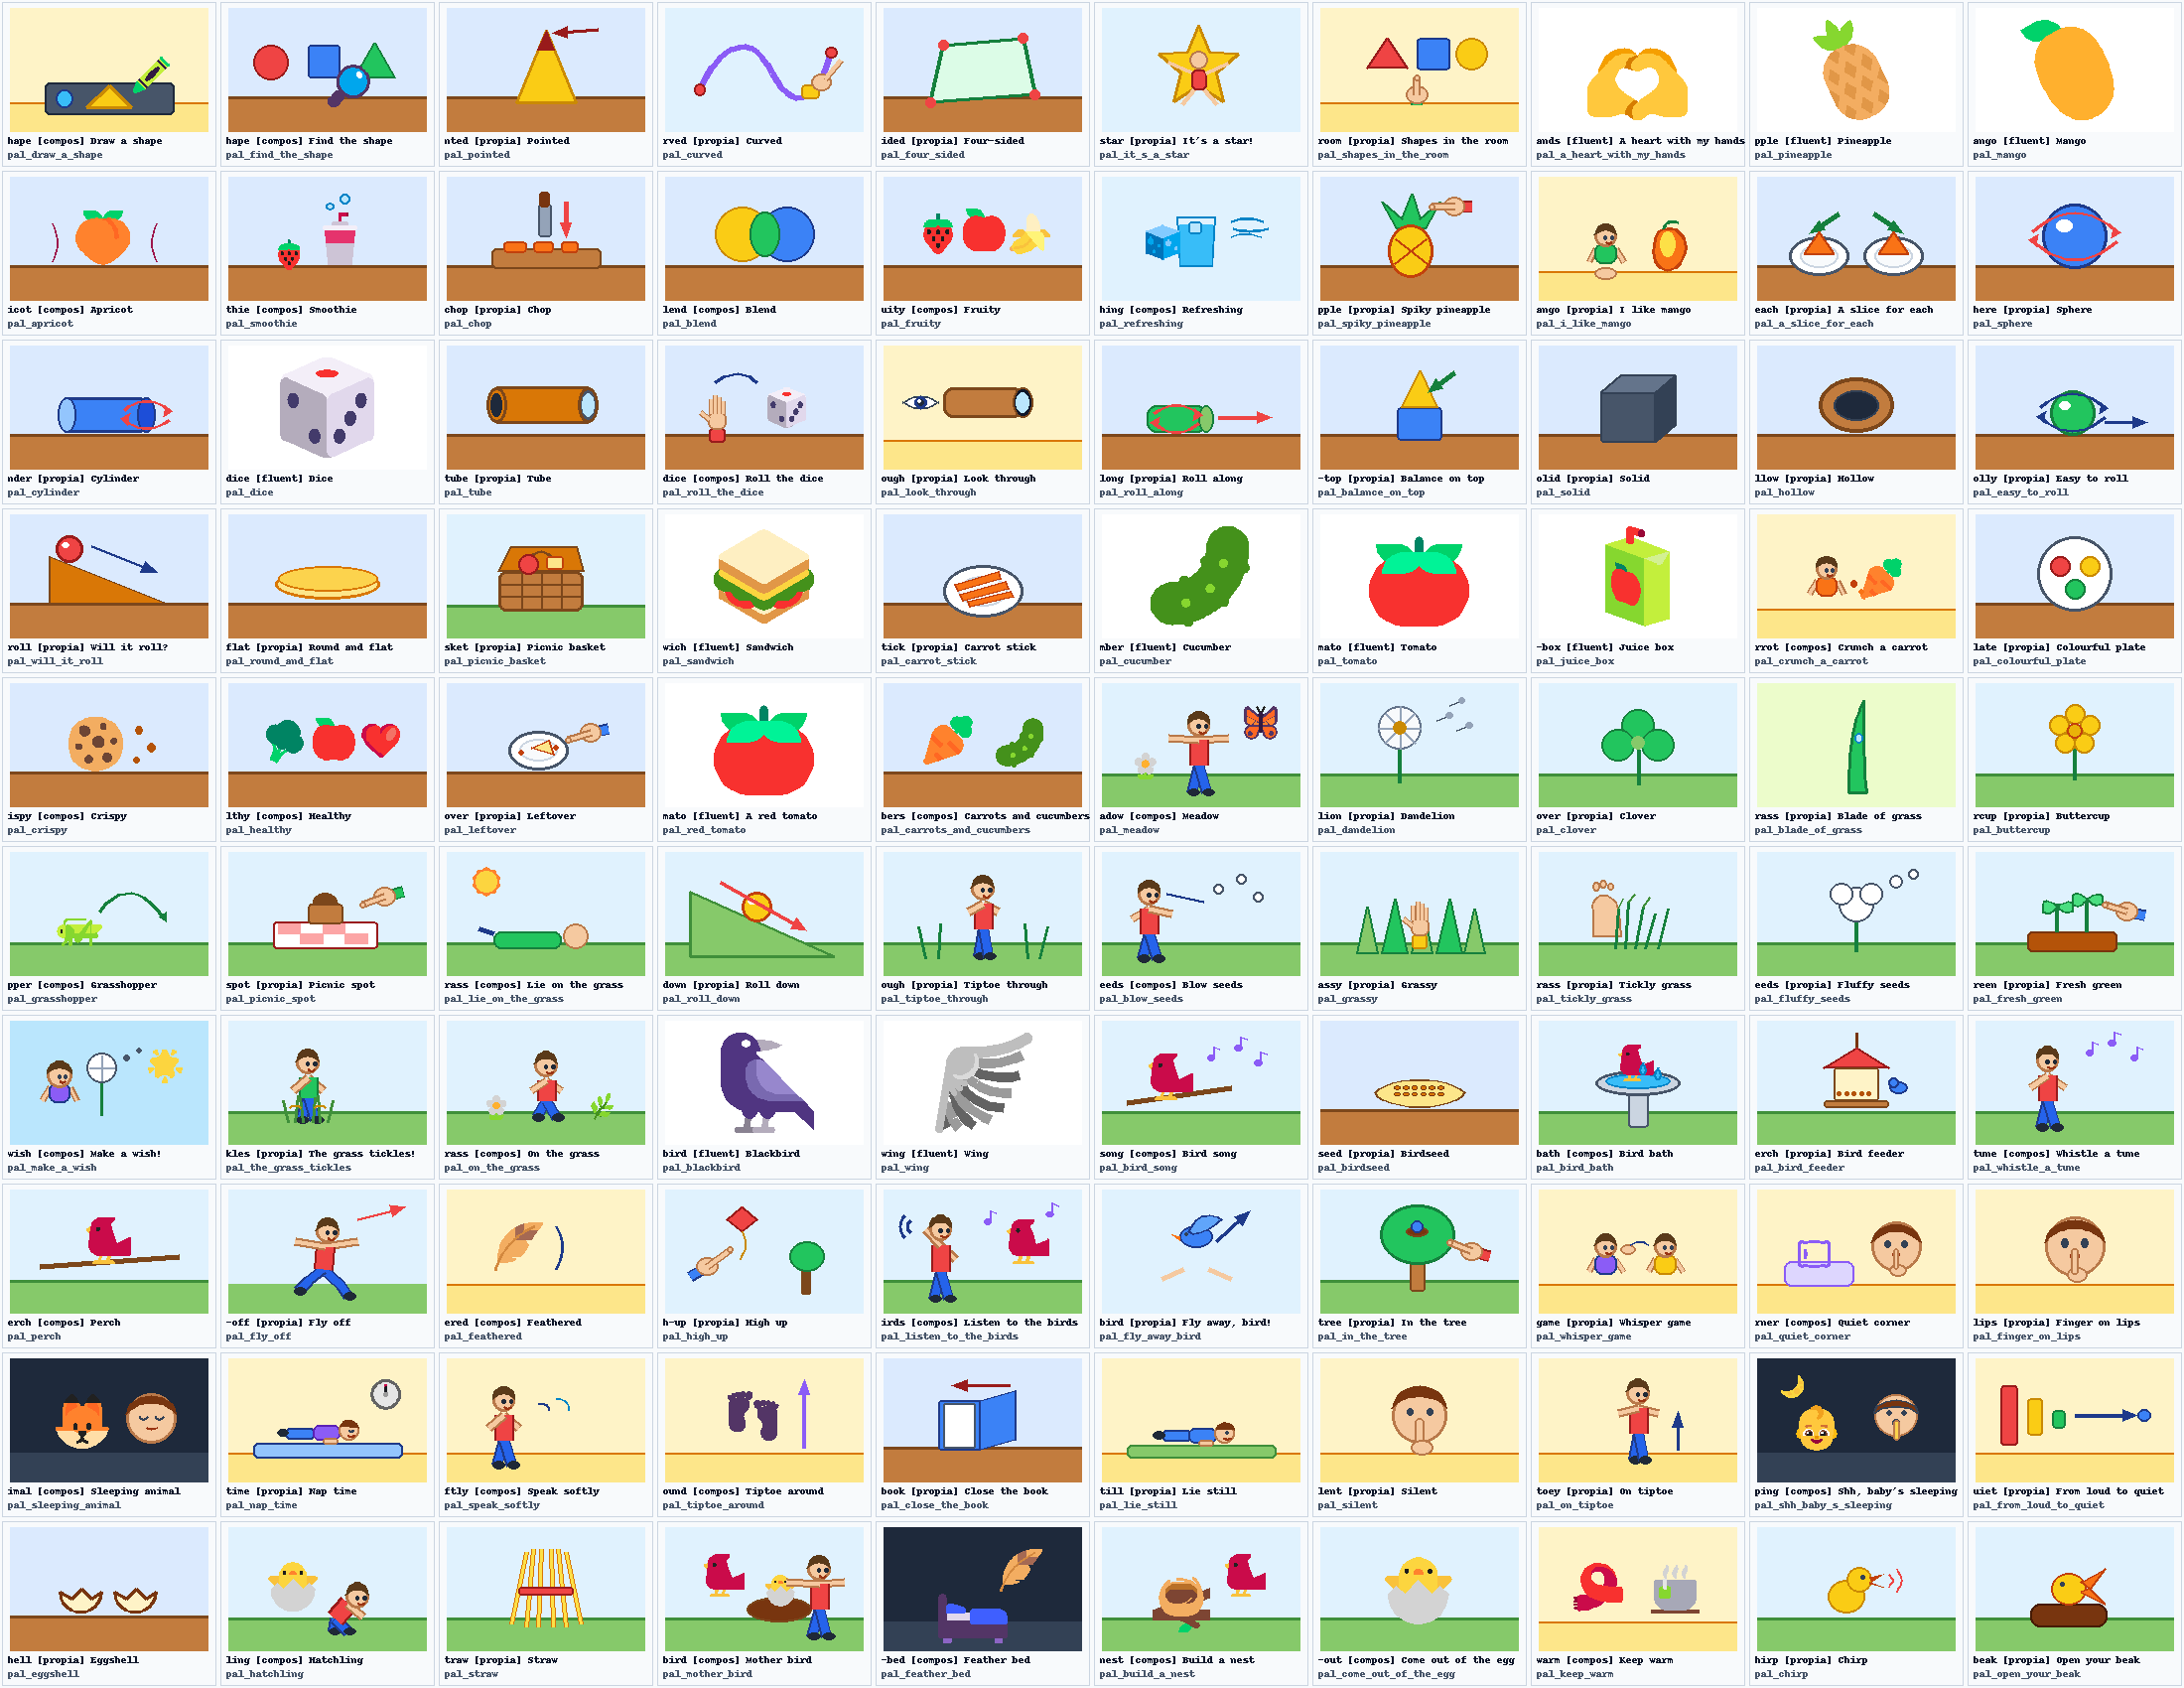 hape [compos] Draw a shape
pal_draw_a_shape
hape [compos] Find the shape
pal_find_the_shape
nted [propia] Pointed
pal_pointed
rved [propia] Curved
pal_curved
ided [propia] Four-sided
pal_four_sided
star [propia] It's a star!
pal_it_s_a_star
room [propia] Shapes in the room
pal_shapes_in_the_room
ands [fluent] A heart with my hands
pal_a_heart_with_my_hands
pple [fluent] Pineapple
pal_pineapple
ango [fluent] Mango
pal_mango
icot [compos] Apricot
pal_apricot
thie [compos] Smoothie
pal_smoothie
chop [propia] Chop
pal_chop
lend [compos] Blend
pal_blend
uity [compos] Fruity
pal_fruity
hing [compos] Refreshing
pal_refreshing
pple [propia] Spiky pineapple
pal_spiky_pineapple
ango [propia] I like mango
pal_i_like_mango
each [propia] A slice for each
pal_a_slice_for_each
here [propia] Sphere
pal_sphere
nder [propia] Cylinder
pal_cylinder
dice [fluent] Dice
pal_dice
tube [propia] Tube
pal_tube
dice [compos] Roll the dice
pal_roll_the_dice
ough [propia] Look through
pal_look_through
long [propia] Roll along
pal_roll_along
-top [propia] Balance on top
pal_balance_on_top
olid [propia] Solid
pal_solid
llow [propia] Hollow
pal_hollow
olly [propia] Easy to roll
pal_easy_to_roll
roll [propia] Will it roll?
pal_will_it_roll
flat [propia] Round and flat
pal_round_and_flat
sket [propia] Picnic basket
pal_picnic_basket
wich [fluent] Sandwich
pal_sandwich
tick [propia] Carrot stick
pal_carrot_stick
mber [fluent] Cucumber
pal_cucumber
mato [fluent] Tomato
pal_tomato
-box [fluent] Juice box
pal_juice_box
rrot [compos] Crunch a carrot
pal_crunch_a_carrot
late [propia] Colourful plate
pal_colourful_plate
ispy [compos] Crispy
pal_crispy
lthy [compos] Healthy
pal_healthy
over [propia] Leftover
pal_leftover
mato [fluent] A red tomato
pal_red_tomato
bers [compos] Carrots and cucumbers
pal_carrots_and_cucumbers
adow [compos] Meadow
pal_meadow
lion [propia] Dandelion
pal_dandelion
over [propia] Clover
pal_clover
rass [propia] Blade of grass
pal_blade_of_grass
rcup [propia] Buttercup
pal_buttercup
pper [compos] Grasshopper
pal_grasshopper
spot [propia] Picnic spot
pal_picnic_spot
rass [compos] Lie on the grass
pal_lie_on_the_grass
down [propia] Roll down
pal_roll_down
ough [propia] Tiptoe through
pal_tiptoe_through
eeds [compos] Blow seeds
pal_blow_seeds
assy [propia] Grassy
pal_grassy
rass [propia] Tickly grass
pal_tickly_grass
eeds [propia] Fluffy seeds
pal_fluffy_seeds
reen [propia] Fresh green
pal_fresh_green
wish [compos] Make a wish!
pal_make_a_wish
kles [propia] The grass tickles!
pal_the_grass_tickles
rass [compos] On the grass
pal_on_the_grass
bird [fluent] Blackbird
pal_blackbird
wing [fluent] Wing
pal_wing
song [compos] Bird song
pal_bird_song
seed [propia] Birdseed
pal_birdseed
bath [compos] Bird bath
pal_bird_bath
erch [propia] Bird feeder
pal_bird_feeder
tune [compos] Whistle a tune
pal_whistle_a_tune
erch [compos] Perch
pal_perch
-off [propia] Fly off
pal_fly_off
ered [compos] Feathered
pal_feathered
h-up [propia] High up
pal_high_up
irds [compos] Listen to the birds
pal_listen_to_the_birds
bird [propia] Fly away, bird!
pal_fly_away_bird
tree [propia] In the tree
pal_in_the_tree
game [propia] Whisper game
pal_whisper_game
rner [compos] Quiet corner
pal_quiet_corner
lips [propia] Finger on lips
pal_finger_on_lips
imal [compos] Sleeping animal
pal_sleeping_animal
time [propia] Nap time
pal_nap_time
ftly [compos] Speak softly
pal_speak_softly
ound [compos] Tiptoe around
pal_tiptoe_around
book [propia] Close the book
pal_close_the_book
till [propia] Lie still
pal_lie_still
lent [propia] Silent
pal_silent
toey [propia] On tiptoe
pal_on_tiptoe
ping [compos] Shh, baby's sleeping
pal_shh_baby_s_sleeping
uiet [propia] From loud to quiet
pal_from_loud_to_quiet
hell [propia] Eggshell
pal_eggshell
ling [compos] Hatchling
pal_hatchling
traw [propia] Straw
pal_straw
bird [compos] Mother bird
pal_mother_bird
-bed [compos] Feather bed
pal_feather_bed
nest [compos] Build a nest
pal_build_a_nest
-out [compos] Come out of the egg
pal_come_out_of_the_egg
warm [compos] Keep warm
pal_keep_warm
hirp [propia] Chirp
pal_chirp
beak [propia] Open your beak
pal_open_your_beak